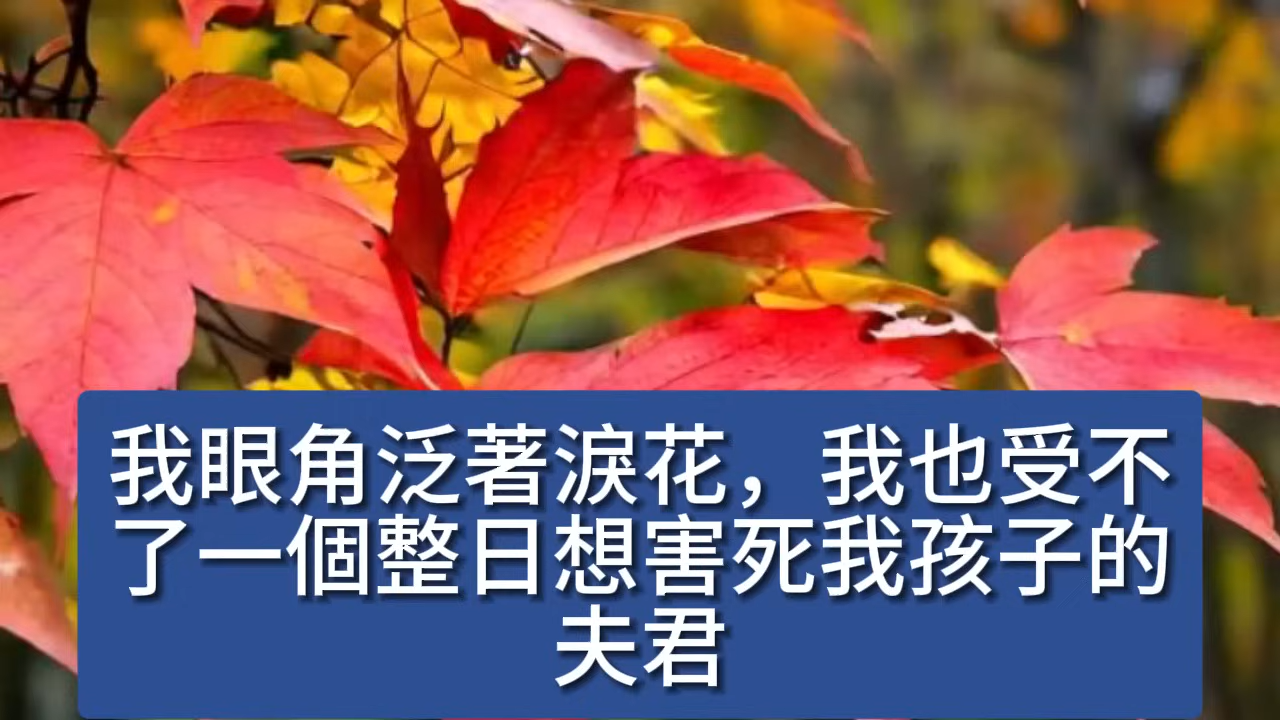 我眼角泛著淚花，我也受不
了一個整日想害死我孩子的
夫君